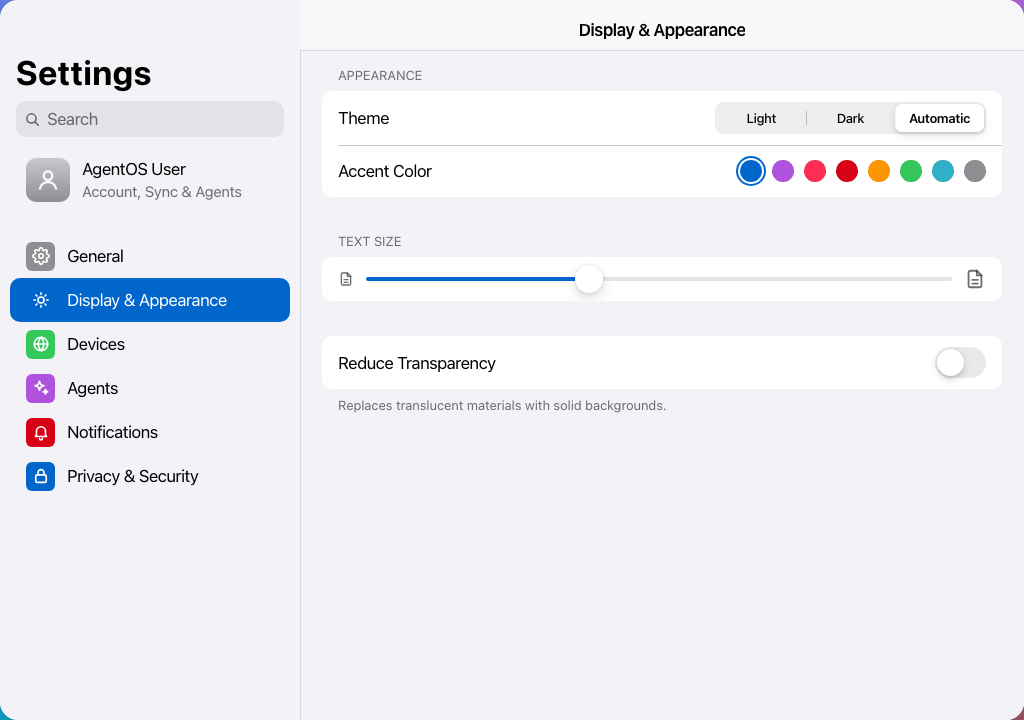 Settings
Search
AgentOS User
Account, Sync & Agents
General
Display & Appearance
Devices
Agents
Notifications
Privacy & Security
Display & Appearance
APPEARANCE
Theme
Light
Dark
Automatic
Accent Color
TEXT SIZE
Reduce Transparency
Replaces translucent materials with solid backgrounds.